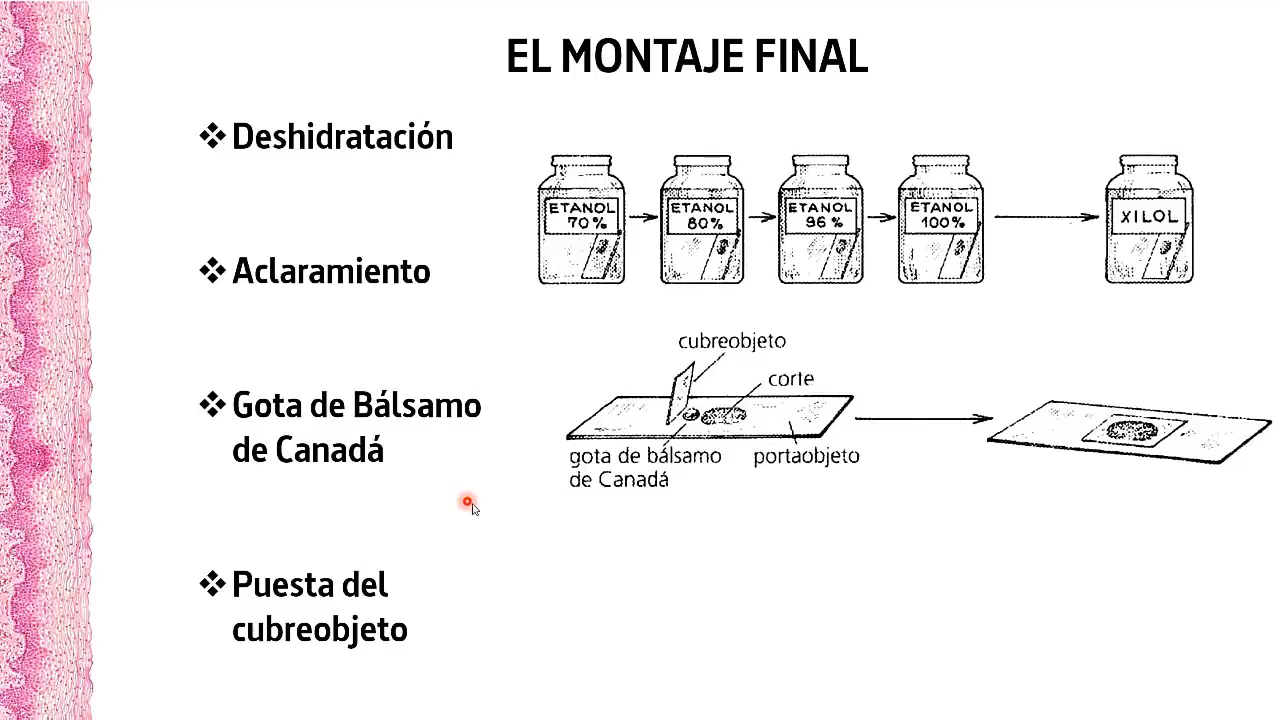 EL MONTAJE FINAL
Deshidratación
Aclaramiento
Gota de Bálsamo
de Canadá
Puesta del
cubreobjeto
ETANOL
70%
ETANOL
80%
ETANOL
96%
ETANOL
100%
XILOL
cubreobjeto
corte
gota de bálsamo
de Canadá
portaobjeto